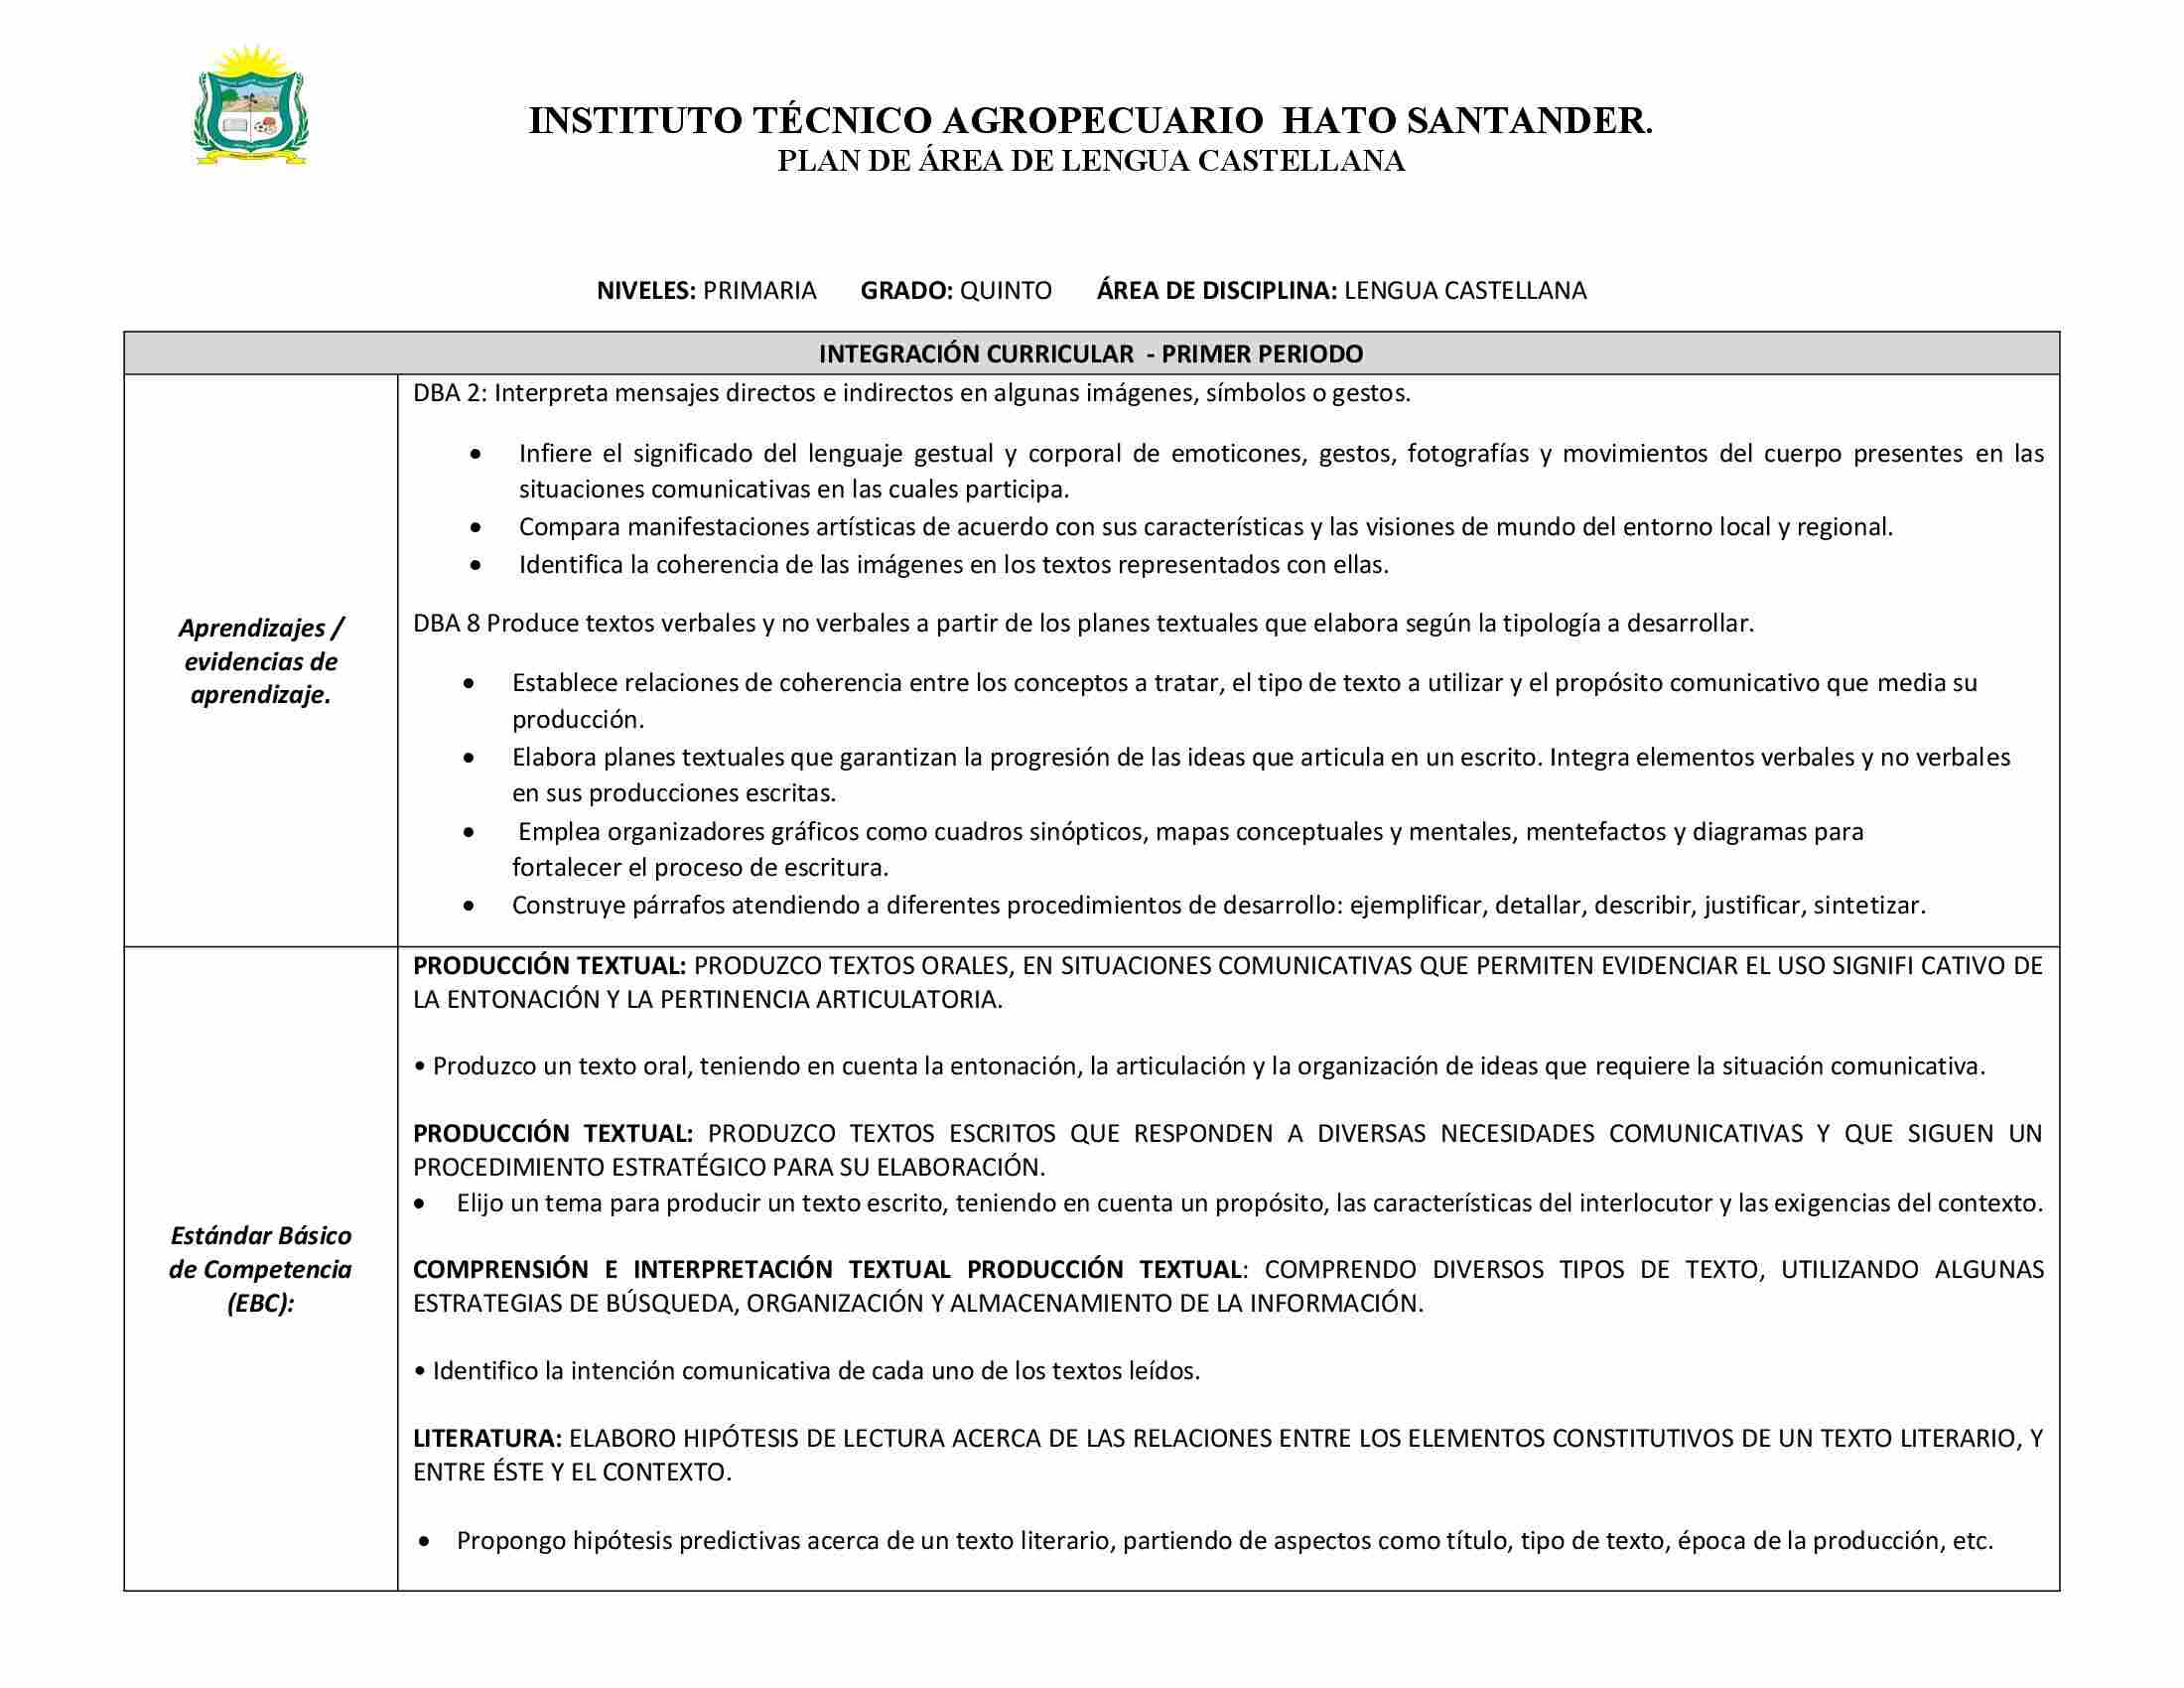 INSTITUTO TÉCNICO AGROPECUARIO HATO SANTANDER.
PLAN DE ÁREA DE LENGUA CASTELLANA
NIVELES: PRIMARIA GRADO: QUINTO ÁREA DE DISCIPLINA: LENGUA CASTELLANA
INTEGRACIÓN CURRICULAR - PRIMER PERIODO
Aprendizajes /
evidencias de
aprendizaje.
DBA 2: Interpreta mensajes directos e indirectos en algunas imágenes, símbolos o gestos.
• Infiere el significado del lenguaje gestual y corporal de emoticones, gestos, fotografías y movimientos del cuerpo presentes en las
situaciones comunicativas en las cuales participa.
• Compara manifestaciones artísticas de acuerdo con sus características y las visiones de mundo del entorno local y regional.
• Identifica la coherencia de las imágenes en los textos representados con ellas.
DBA 8 Produce textos verbales y no verbales a partir de los planes textuales que elabora según la tipología a desarrollar.
• Establece relaciones de coherencia entre los conceptos a tratar, el tipo de texto a utilizar y el propósito comunicativo que media su
producción.
• Elabora planes textuales que garantizan la progresión de las ideas que articula en un escrito. Integra elementos verbales y no verbales
en sus producciones escritas.
• Emplea organizadores gráficos como cuadros sinópticos, mapas conceptuales y mentales, mentefactos y diagramas para
fortalecer el proceso de escritura.
• Construye párrafos atendiendo a diferentes procedimientos de desarrollo: ejemplificar, detallar, describir, justificar, sintetizar.
Estándar Básico
de Competencia
(EBC):
PRODUCCIÓN TEXTUAL: PRODUZCO TEXTOS ORALES, EN SITUACIONES COMUNICATIVAS QUE PERMITEN EVIDENCIAR EL USO SIGNIFI CATIVO DE
LA ENTONACIÓN Y LA PERTINENCIA ARTICULATORIA.
• Produzco un texto oral, teniendo en cuenta la entonación, la articulación y la organización de ideas que requiere la situación comunicativa.
PRODUCCIÓN TEXTUAL: PRODUZCO TEXTOS ESCRITOS QUE RESPONDEN A DIVERSAS NECESIDADES COMUNICATIVAS Y QUE SIGUEN UN
PROCEDIMIENTO ESTRATÉGICO PARA SU ELABORACIÓN.
• Elijo un tema para producir un texto escrito, teniendo en cuenta un propósito, las características del interlocutor y las exigencias del contexto.
COMPRENSIÓN E INTERPRETACIÓN TEXTUAL PRODUCCIÓN TEXTUAL: COMPRENDO DIVERSOS TIPOS DE TEXTO, UTILIZANDO ALGUNAS
ESTRATEGIAS DE BÚSQUEDA, ORGANIZACIÓN Y ALMACENAMIENTO DE LA INFORMACIÓN.
• Identifico la intención comunicativa de cada uno de los textos leídos.
LITERATURA: ELABORO HIPÓTESIS DE LECTURA ACERCA DE LAS RELACIONES ENTRE LOS ELEMENTOS CONSTITUTIVOS DE UN TEXTO LITERARIO, Y
ENTRE ÉSTE Y EL CONTEXTO.
• Propongo hipótesis predictivas acerca de un texto literario, partiendo de aspectos como título, tipo de texto, época de la producción, etc.